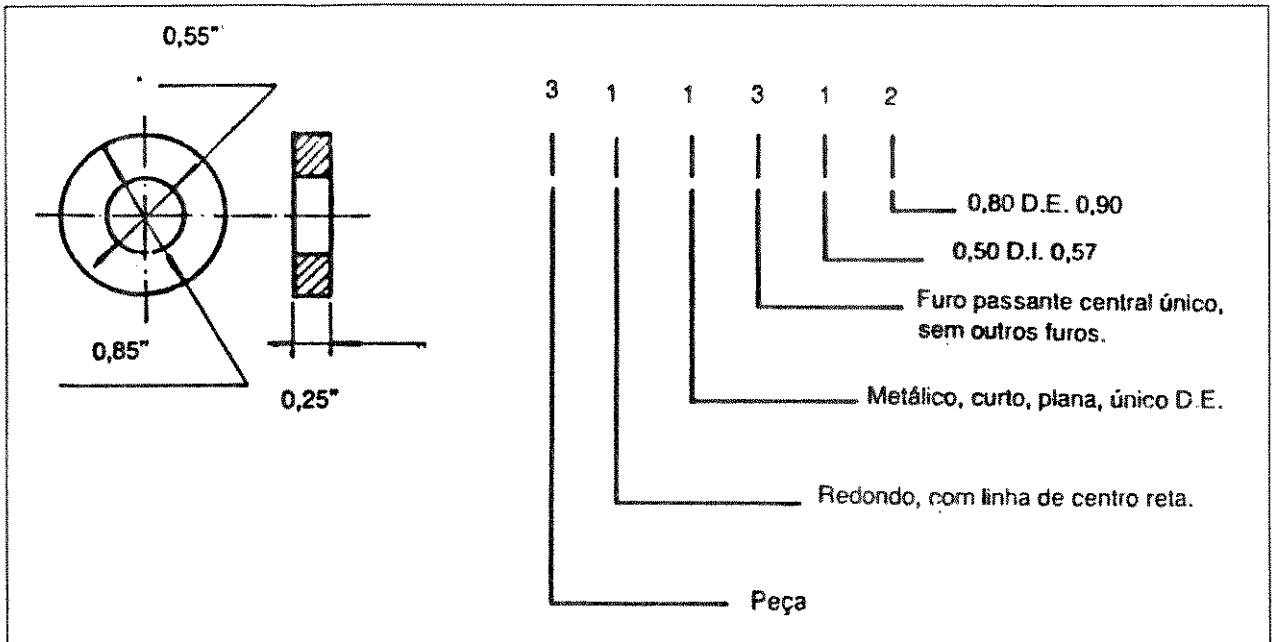 0,55"
0,85"
0,25"
3 1 1 3 1 2
0,80 D.E. 0,90
0,50 D.I. 0,57
Furo passante central único,
sem outros furos.
Metálico, curto, plana, único D.E.
Redondo, com linha de centro reta.
Peça